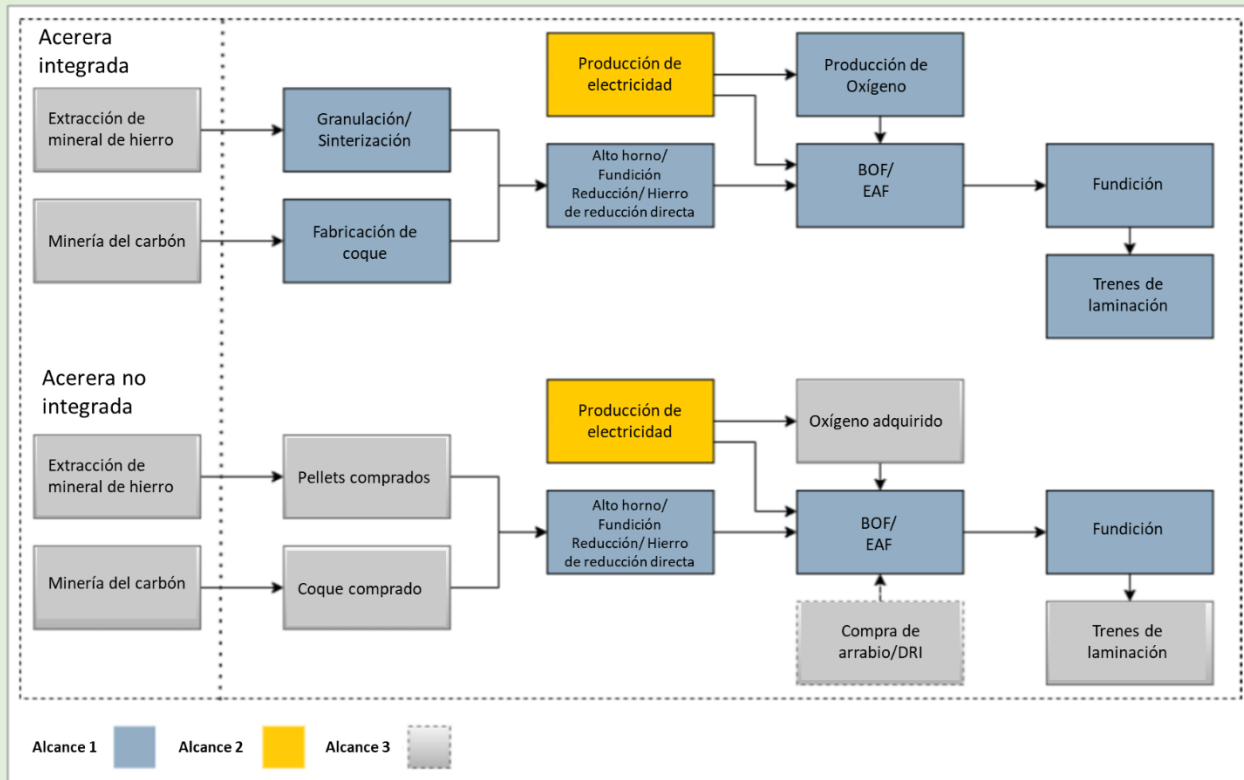 Acerera
integrada
Extracción de
mineral de hierro
Minería del carbón
Granulación/
Sinterización
Fabricación de
coque
Producción de
electricidad
Alto horno/
Fundición
Reducción/ Hierro
de reducción directa
Producción de
Oxígeno
BOF/
EAF
Fundición
Trenes de
laminación
Acerera no
integrada
Extracción de
mineral de hierro
Minería del carbón
Pellets comprados
Coque comprado
Producción de
electricidad
Alto horno/
Fundición
Reducción/ Hierro
de reducción directa
Oxígeno adquirido
BOF/
EAF
Compra de
arrabio/DRI
Fundición
Trenes de
laminación
Alcance 1
Alcance 2
Alcance 3